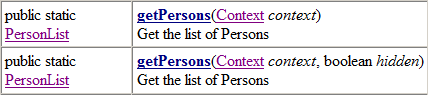 public static
PersonList
getPersons(Context context)
Get the list of Persons
public static
PersonList
getPersons(Context context, boolean hidden)
Get the list of Persons